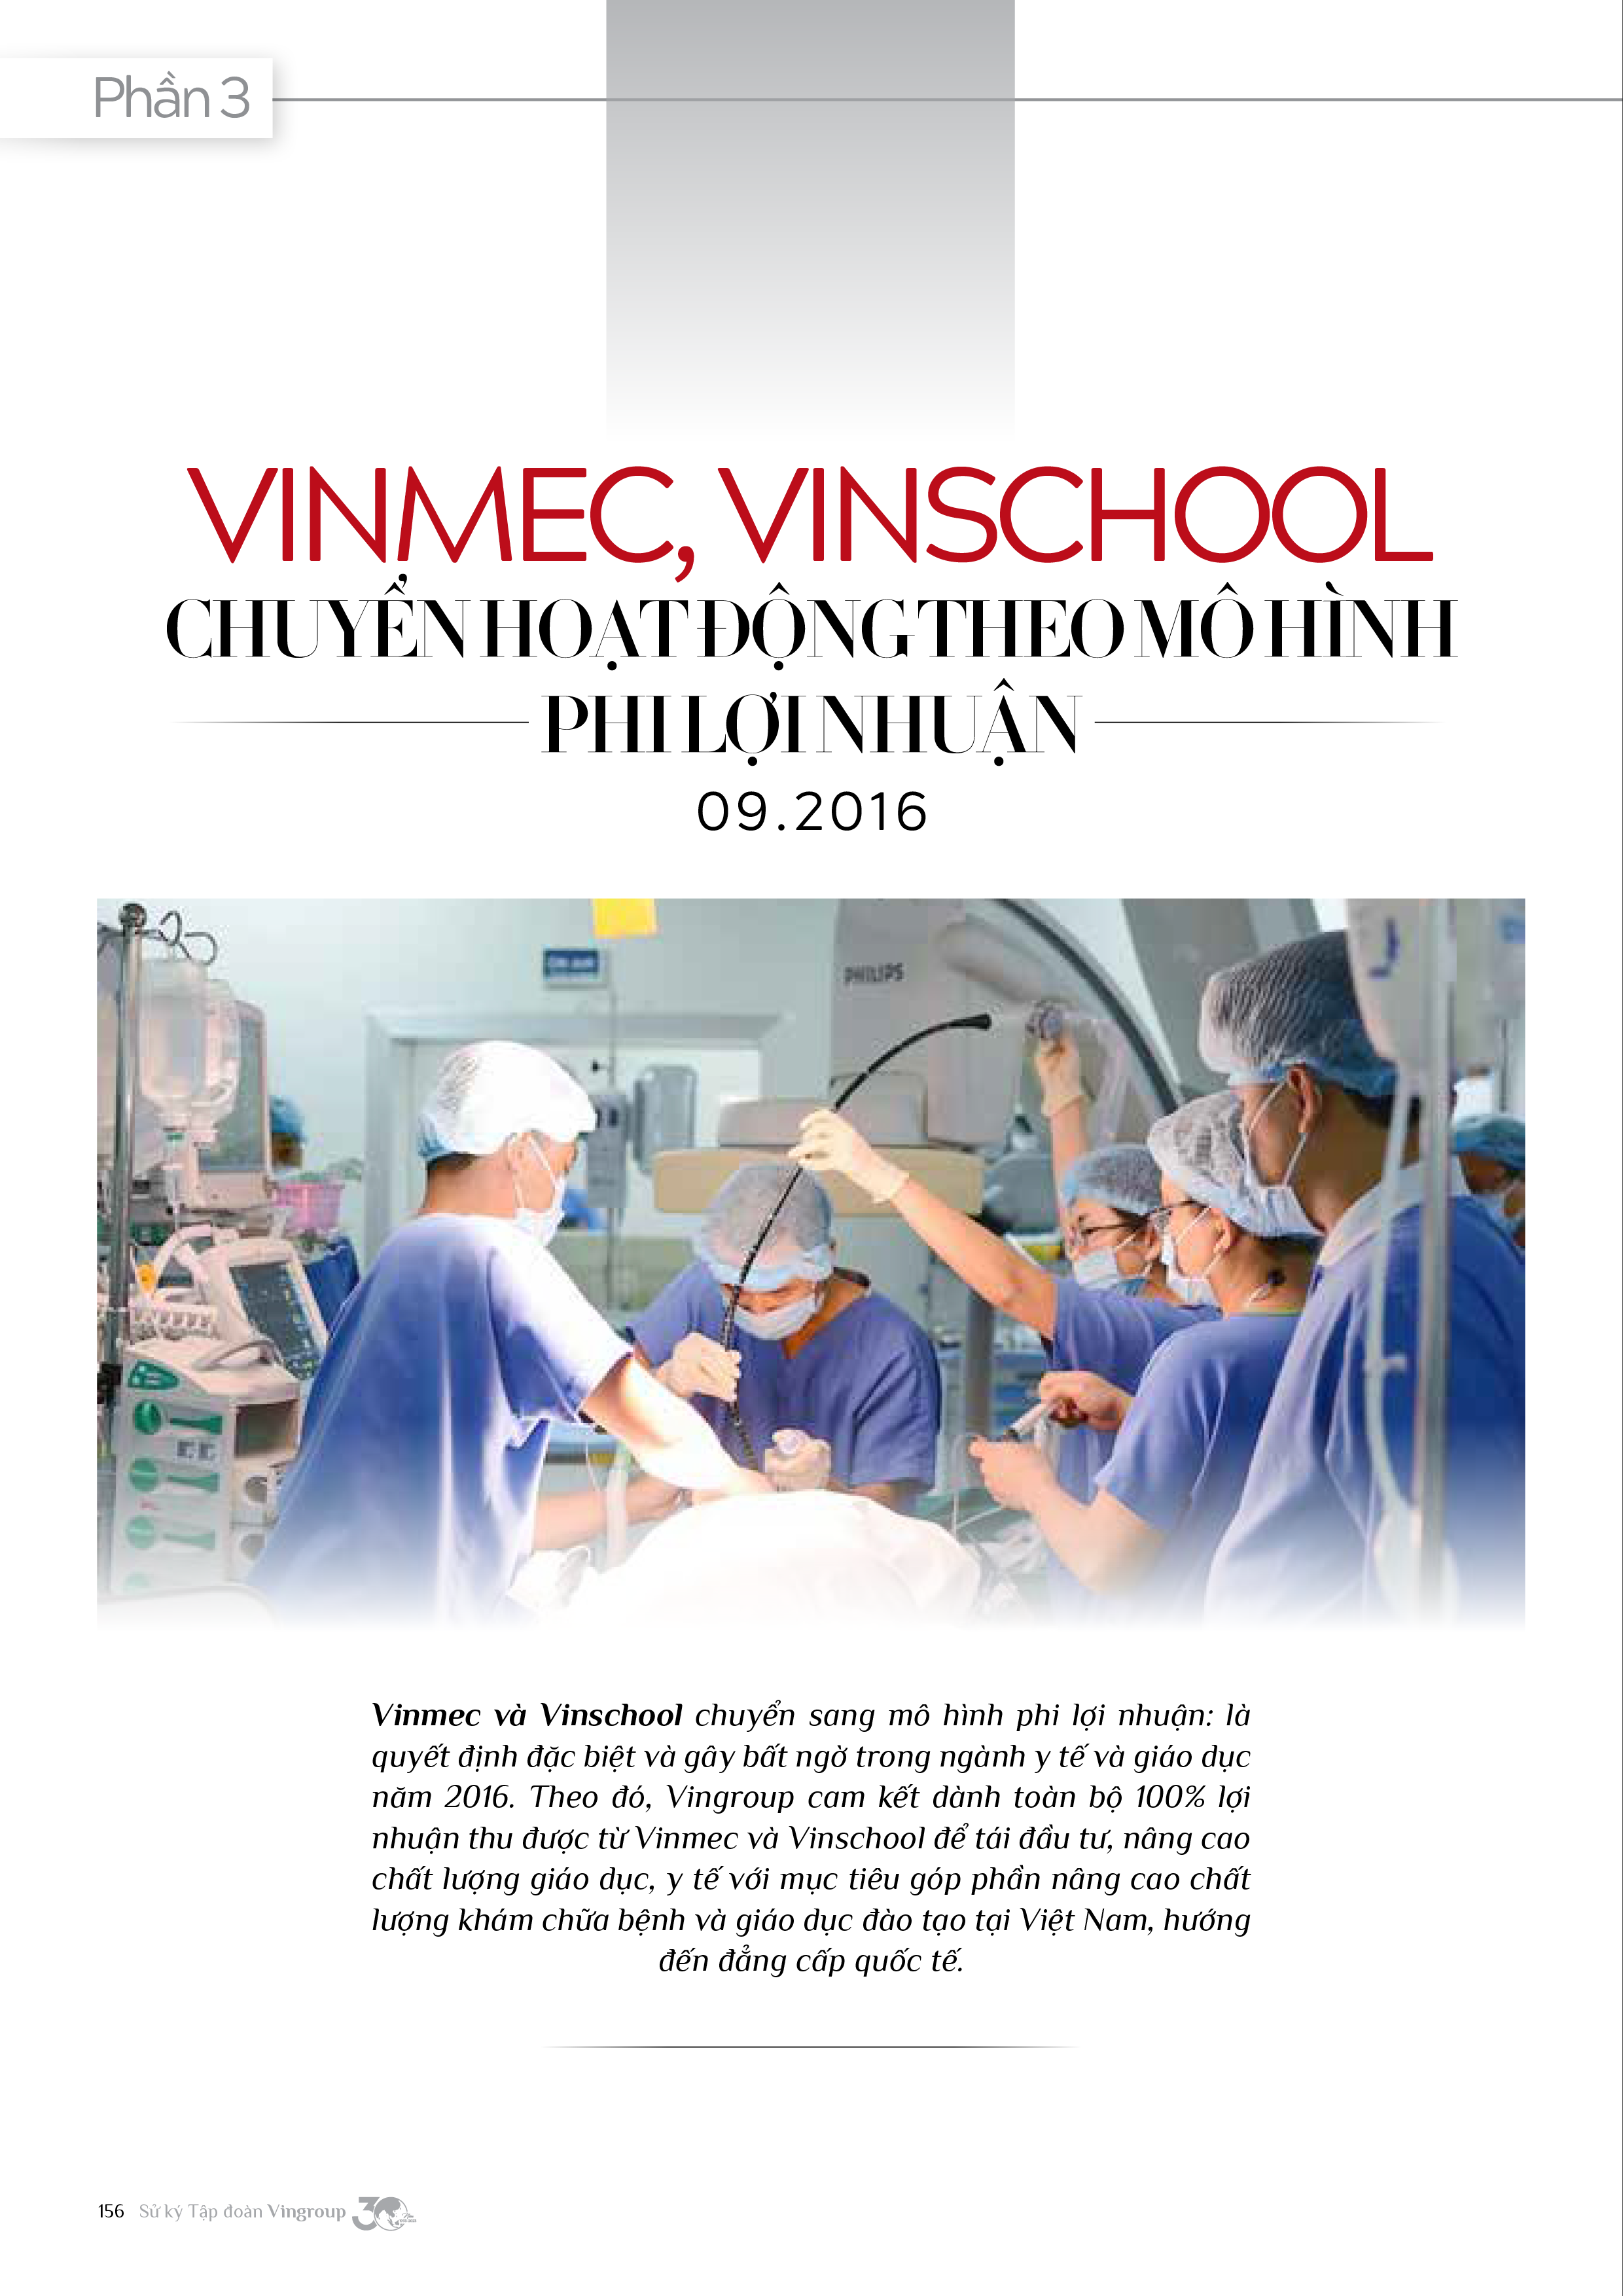 Phần 3
VINMEC, VINSCHOOL
CHUYỂN HOẠT ĐỘNG THEO MÔ HÌNH
PHI LỢI NHUẬN
09.2016
PHILIPS
Vinmec và Vinschool chuyển sang mô hình phi lợi nhuận: là
quyết định đặc biệt và gây bất ngờ trong ngành y tế và giáo dục
năm 2016. Theo đó, Vingroup cam kết dành toàn bộ 100% lợi
nhuận thu được từ Vinmec và Vinschool để tái đầu tư, nâng cao
chất lượng giáo dục, y tế với mục tiêu góp phần nâng cao chất
lượng khám chữa bệnh và giáo dục đào tạo tại Việt Nam, hướng
đến đẳng cấp quốc tế.
156 Sử ký Tập đoàn Vingroup 30